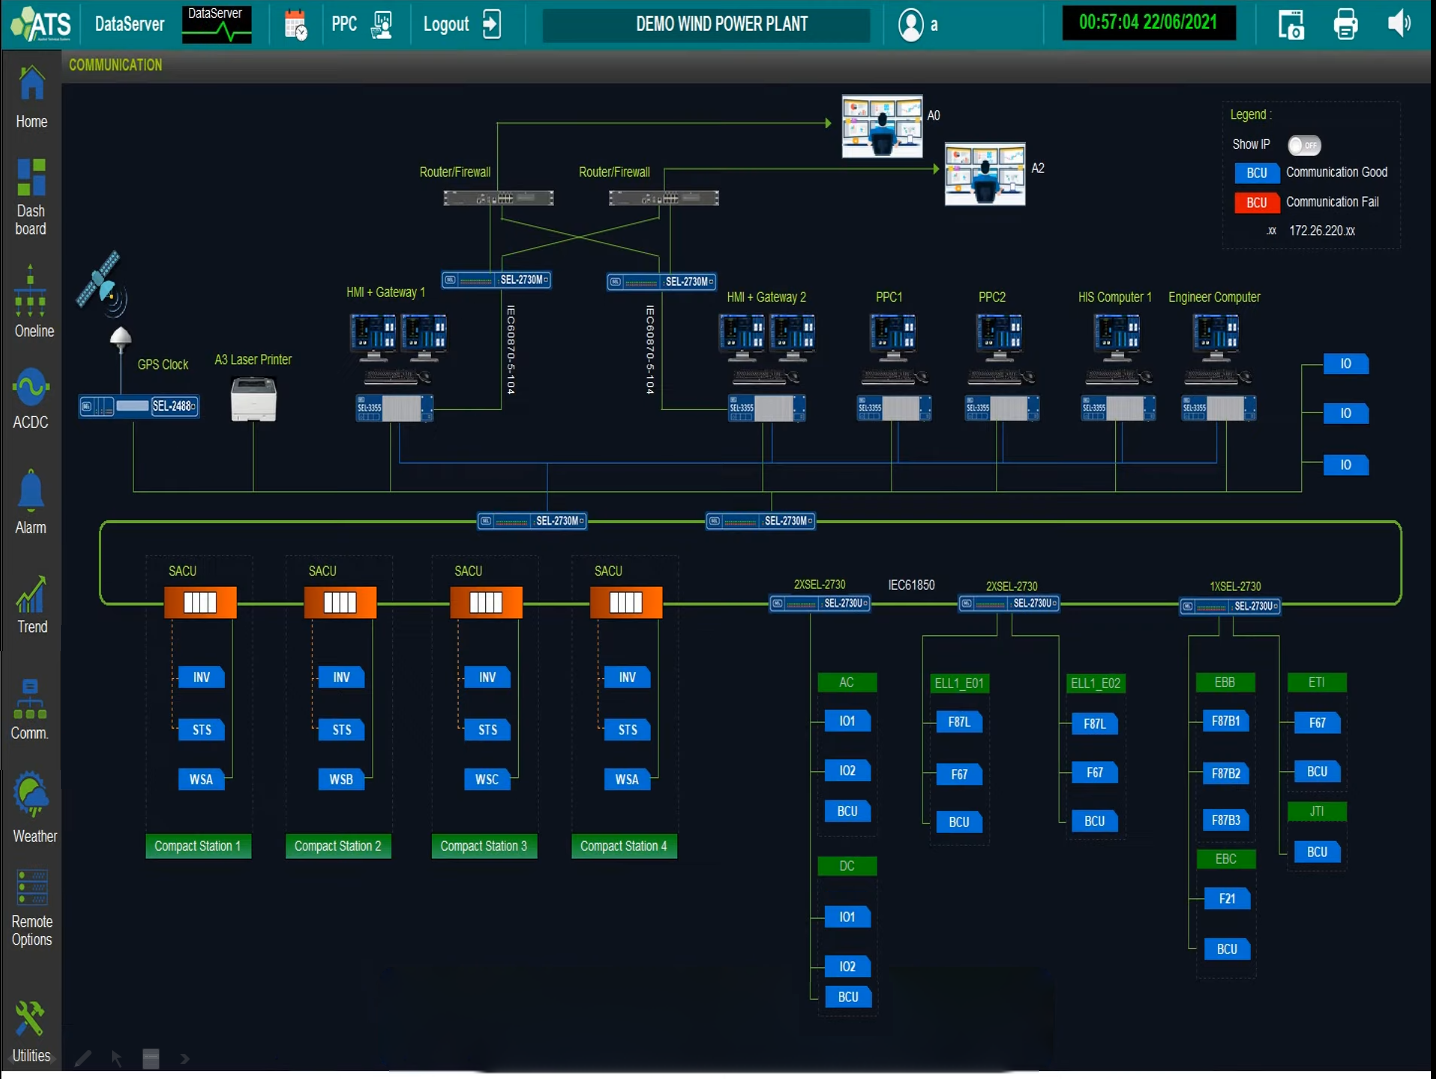 ATS
DataServer
DataServer
PPC
Logout
DEMO WIND POWER PLANT
a
00:57:04 22/06/2021
COMMUNICATION
Home
Dash
board
Oneline
ACDC
Alarm
Trend
Comm.
Weather
Remote
Options
Utilities
A0
A2
Legend :
Show IP
OFF
BCU
Communication Good
BCU
Communication Fail
.xx
172.26.220.xx
Router/Firewall
Router/Firewall
SEL-2730M
SEL-2730M
IEC60870-5-104
IEC60870-5-104
GPS Clock
SEL-2488
A3 Laser Printer
HMI + Gateway 1
SEL-3355
HMI + Gateway 2
SEL-3355
PPC1
SEL-3355
PPC2
SEL-3355
HIS Computer 1
SEL-3355
Engineer Computer
SEL-3355
IO
IO
IO
SEL-2730M
SEL-2730M
SACU
INV
STS
WSA
Compact Station 1
SACU
INV
STS
WSB
Compact Station 2
SACU
INV
STS
WSC
Compact Station 3
SACU
INV
STS
WSA
Compact Station 4
2XSEL-2730
SEL-2730U
IEC61850
2XSEL-2730
SEL-2730U
1XSEL-2730
SEL-2730U
AC
IO1
IO2
BCU
DC
IO1
IO2
BCU
ELL1_E01
F87L
F67
BCU
ELL1_E02
F87L
F67
BCU
EBB
F87B1
F87B2
F87B3
EBC
F21
BCU
ETI
F67
BCU
JTI
BCU